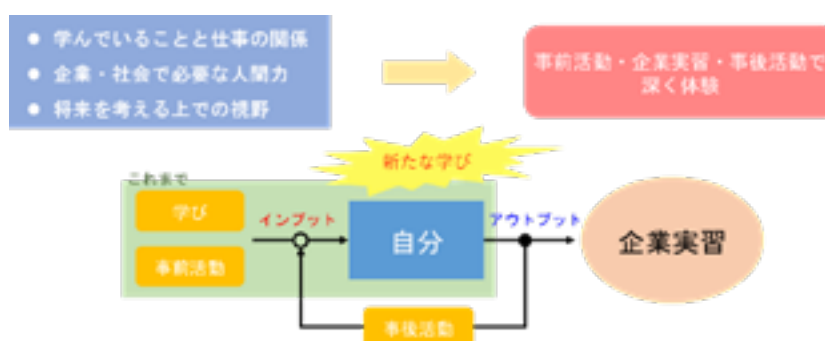 ● 学んでいることと仕事の関係
● 企業・社会で必要な人間力
● 将来を考える上での視野
事前活動・企業実習・事後活動で
深く体験
新たな学び
これまで
学び
事前活動
インプット
自分
アウトプット
企業実習
事後活動